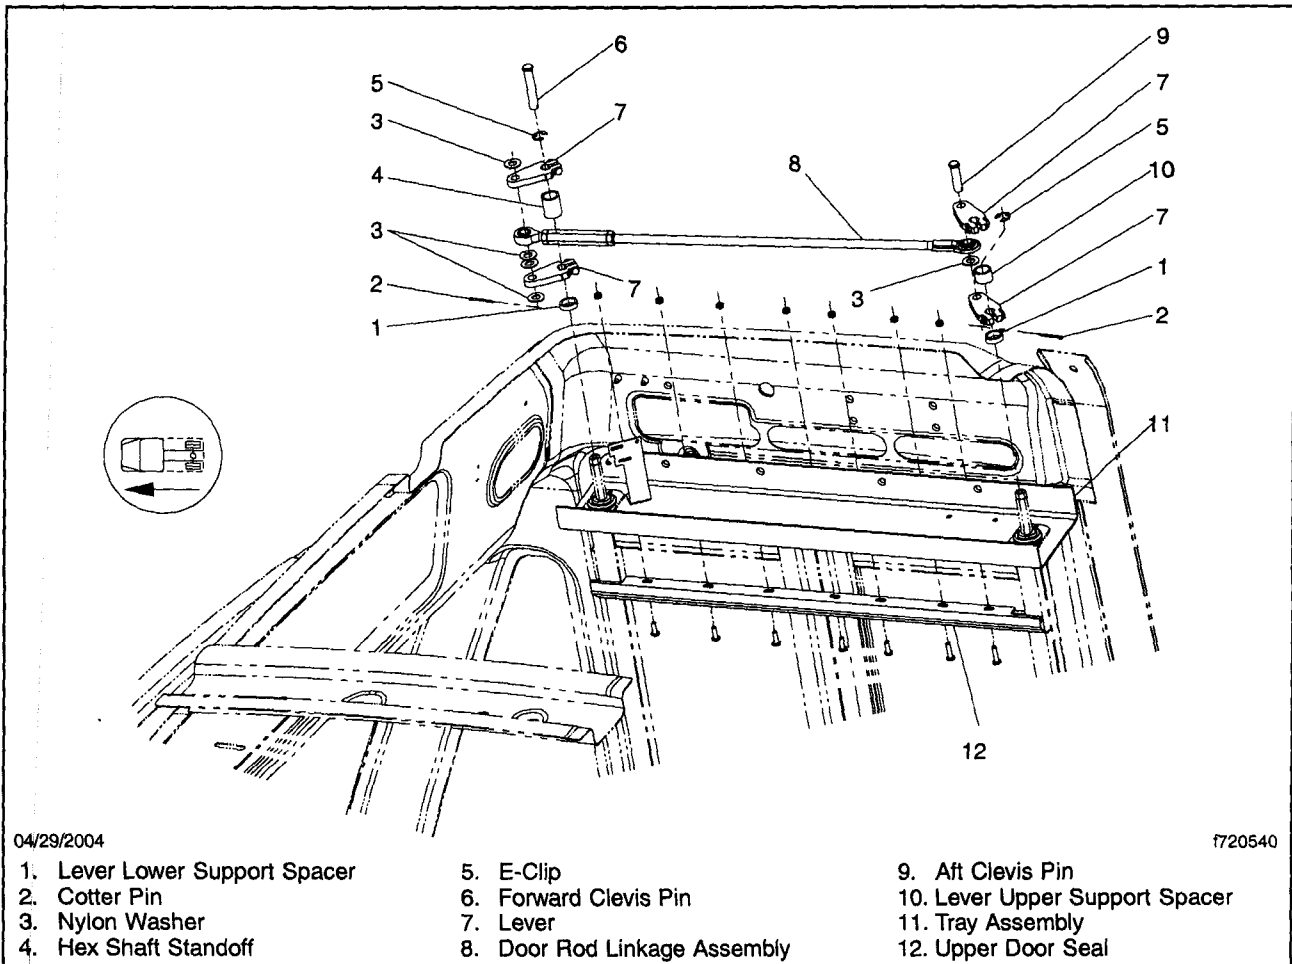 6
9
5
7
7
3
5
4
8
10
3
7
2
7
3
1
1
2
11
12
04/29/2004
f720540
1. Lever Lower Support Spacer
2. Cotter Pin
3. Nylon Washer
4. Hex Shaft Standoff
5. E-Clip
6. Forward Clevis Pin
7. Lever
8. Door Rod Linkage Assembly
9. Aft Clevis Pin
10. Lever Upper Support Spacer
11. Tray Assembly
12. Upper Door Seal